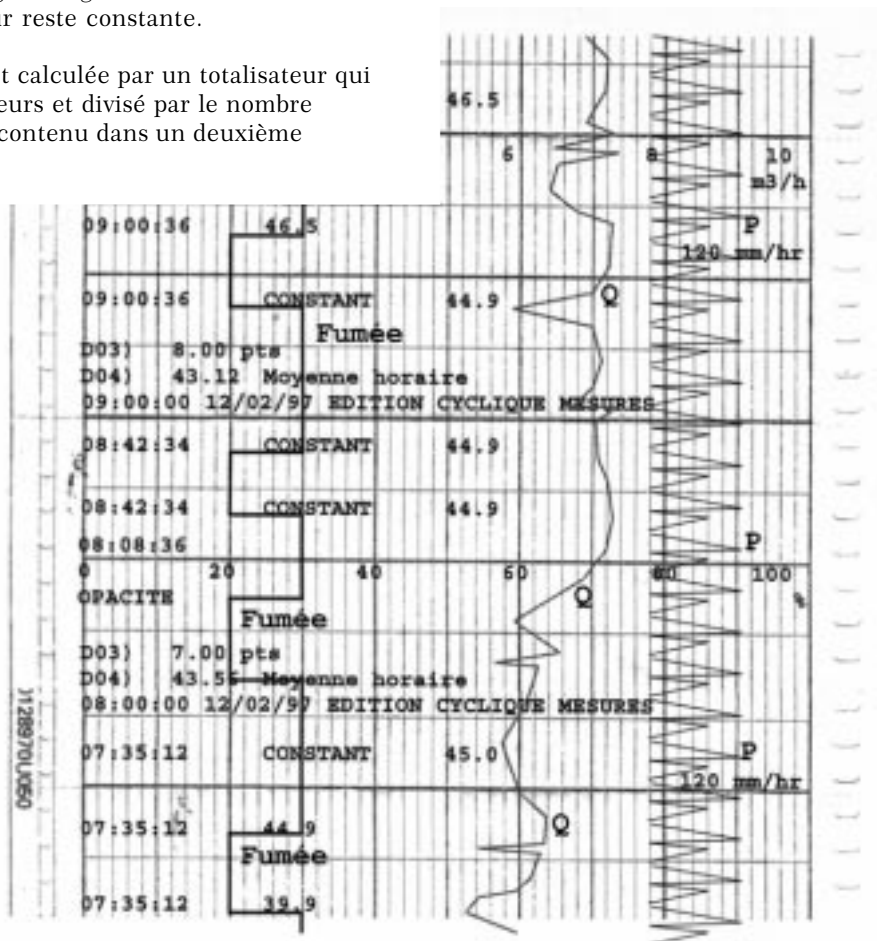 ur reste constante.
t calculée par un totalisateur qui
eurs et divisé par le nombre
contenu dans un deuxième
46.5
6 8 10
m3/h
09:00:36 46.5 P
120 mm/hr
09:00:36 CONSTANT 44.9 Q
Fumée
D03) 8.00 pts
D04) 43.12 Moyenne horaire
09:00:00 12/02/97 EDITION CYCLIQUE MESURES
08:42:34 CONSTANT 44.9
08:42:34 CONSTANT 44.9
08:08:36 P
0 20 40 60 80 100
%
OPACITE Q
Fumée
D03) 7.00 pts
D04) 43.56 Moyenne horaire
08:00:00 12/02/97 EDITION CYCLIQUE MESURES
07:35:12 CONSTANT 45.0 P
120 mm/hr
07:35:12 44.9 Q
Fumée
07:35:12 39.9